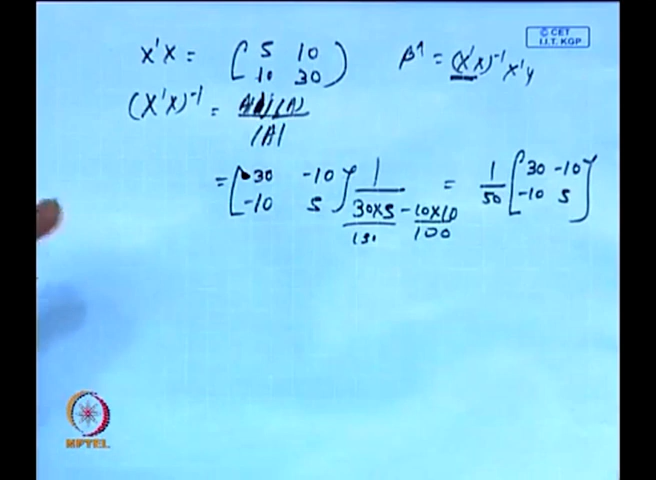 © CET
I.I.T. KGP
X'X = ( 5 10
10 30 )
β^ = (X'X)⁻¹ X'y
(X'X)⁻¹ = Adj(A) / |A|
= [ 30 -10
-10 5 ] 1 / (30×5 - 10×10) = 1/50 [ 30 -10
-10 5 ]
100
NPTEL